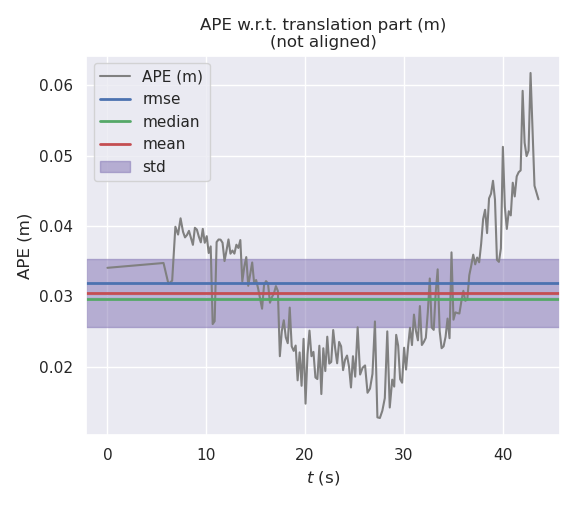 APE w.r.t. translation part (m)
(not aligned)
APE (m)
rmse
median
mean
std
APE (m)
0.06
0.05
0.04
0.03
0.02
0 10 20 30 40
t (s)